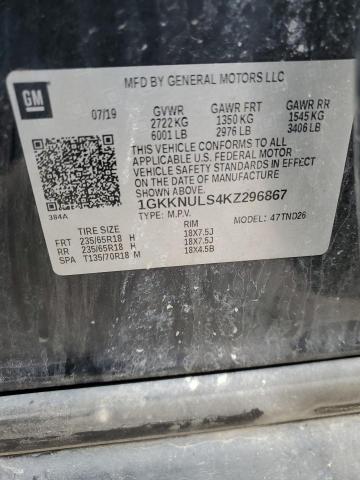 GM
MFD BY GENERAL MOTORS LLC
07/19 GVWR GAWR FRT GAWR RR
2722 KG 1350 KG 1545 KG
6001 LB 2976 LB 3406 LB
THIS VEHICLE CONFORMS TO ALL
APPLICABLE U.S. FEDERAL MOTOR
VEHICLE SAFETY STANDARDS IN EFFECT
ON THE DATE OF MANUFACTURE
SHOWN ABOVE.
1GKKNULS4KZ296867
384A
TYPE: M.P.V. MODEL: 47TND26
TIRE SIZE RIM
FRT 235/65R18 H 18X7.5J
RR 235/65R18 H 18X7.5J
SPA T135/70R18 M 18X4.5B